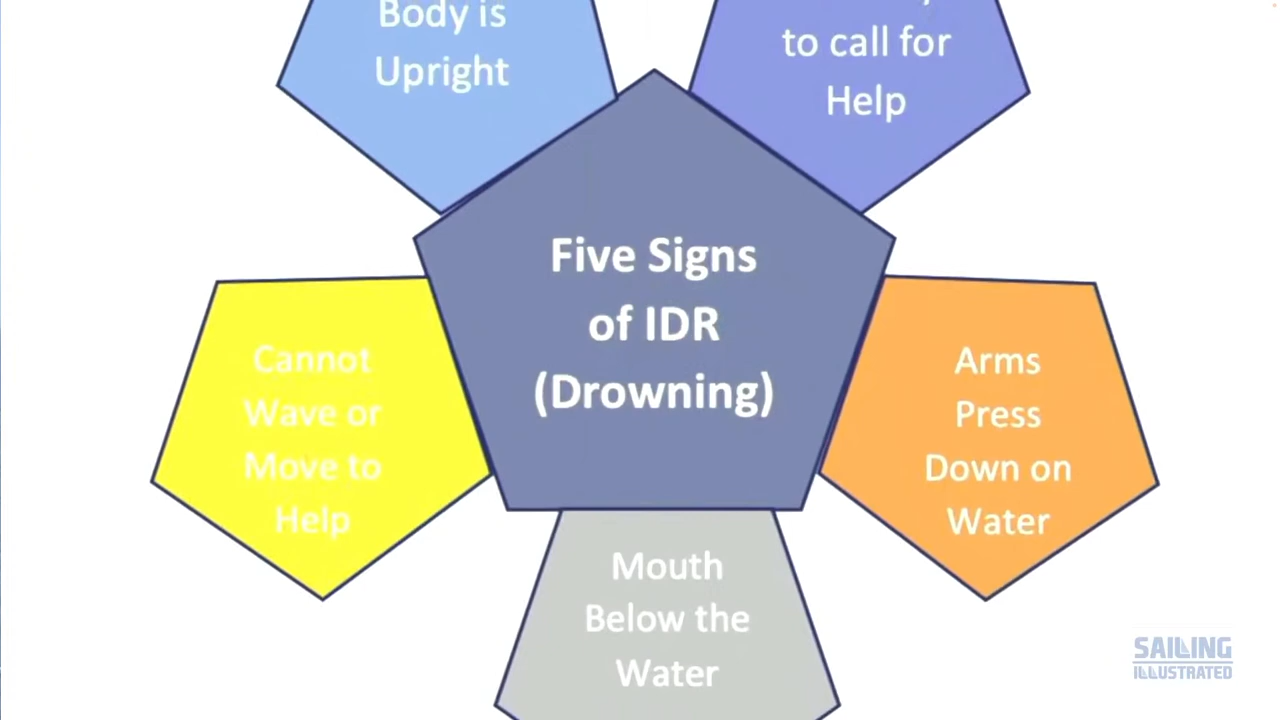 Body is
Upright
to call for
Help
Five Signs
of IDR
(Drowning)
Cannot
Wave or
Move to
Help
Arms
Press
Down on
Water
Mouth
Below the
Water
SAILING
ILLUSTRATED